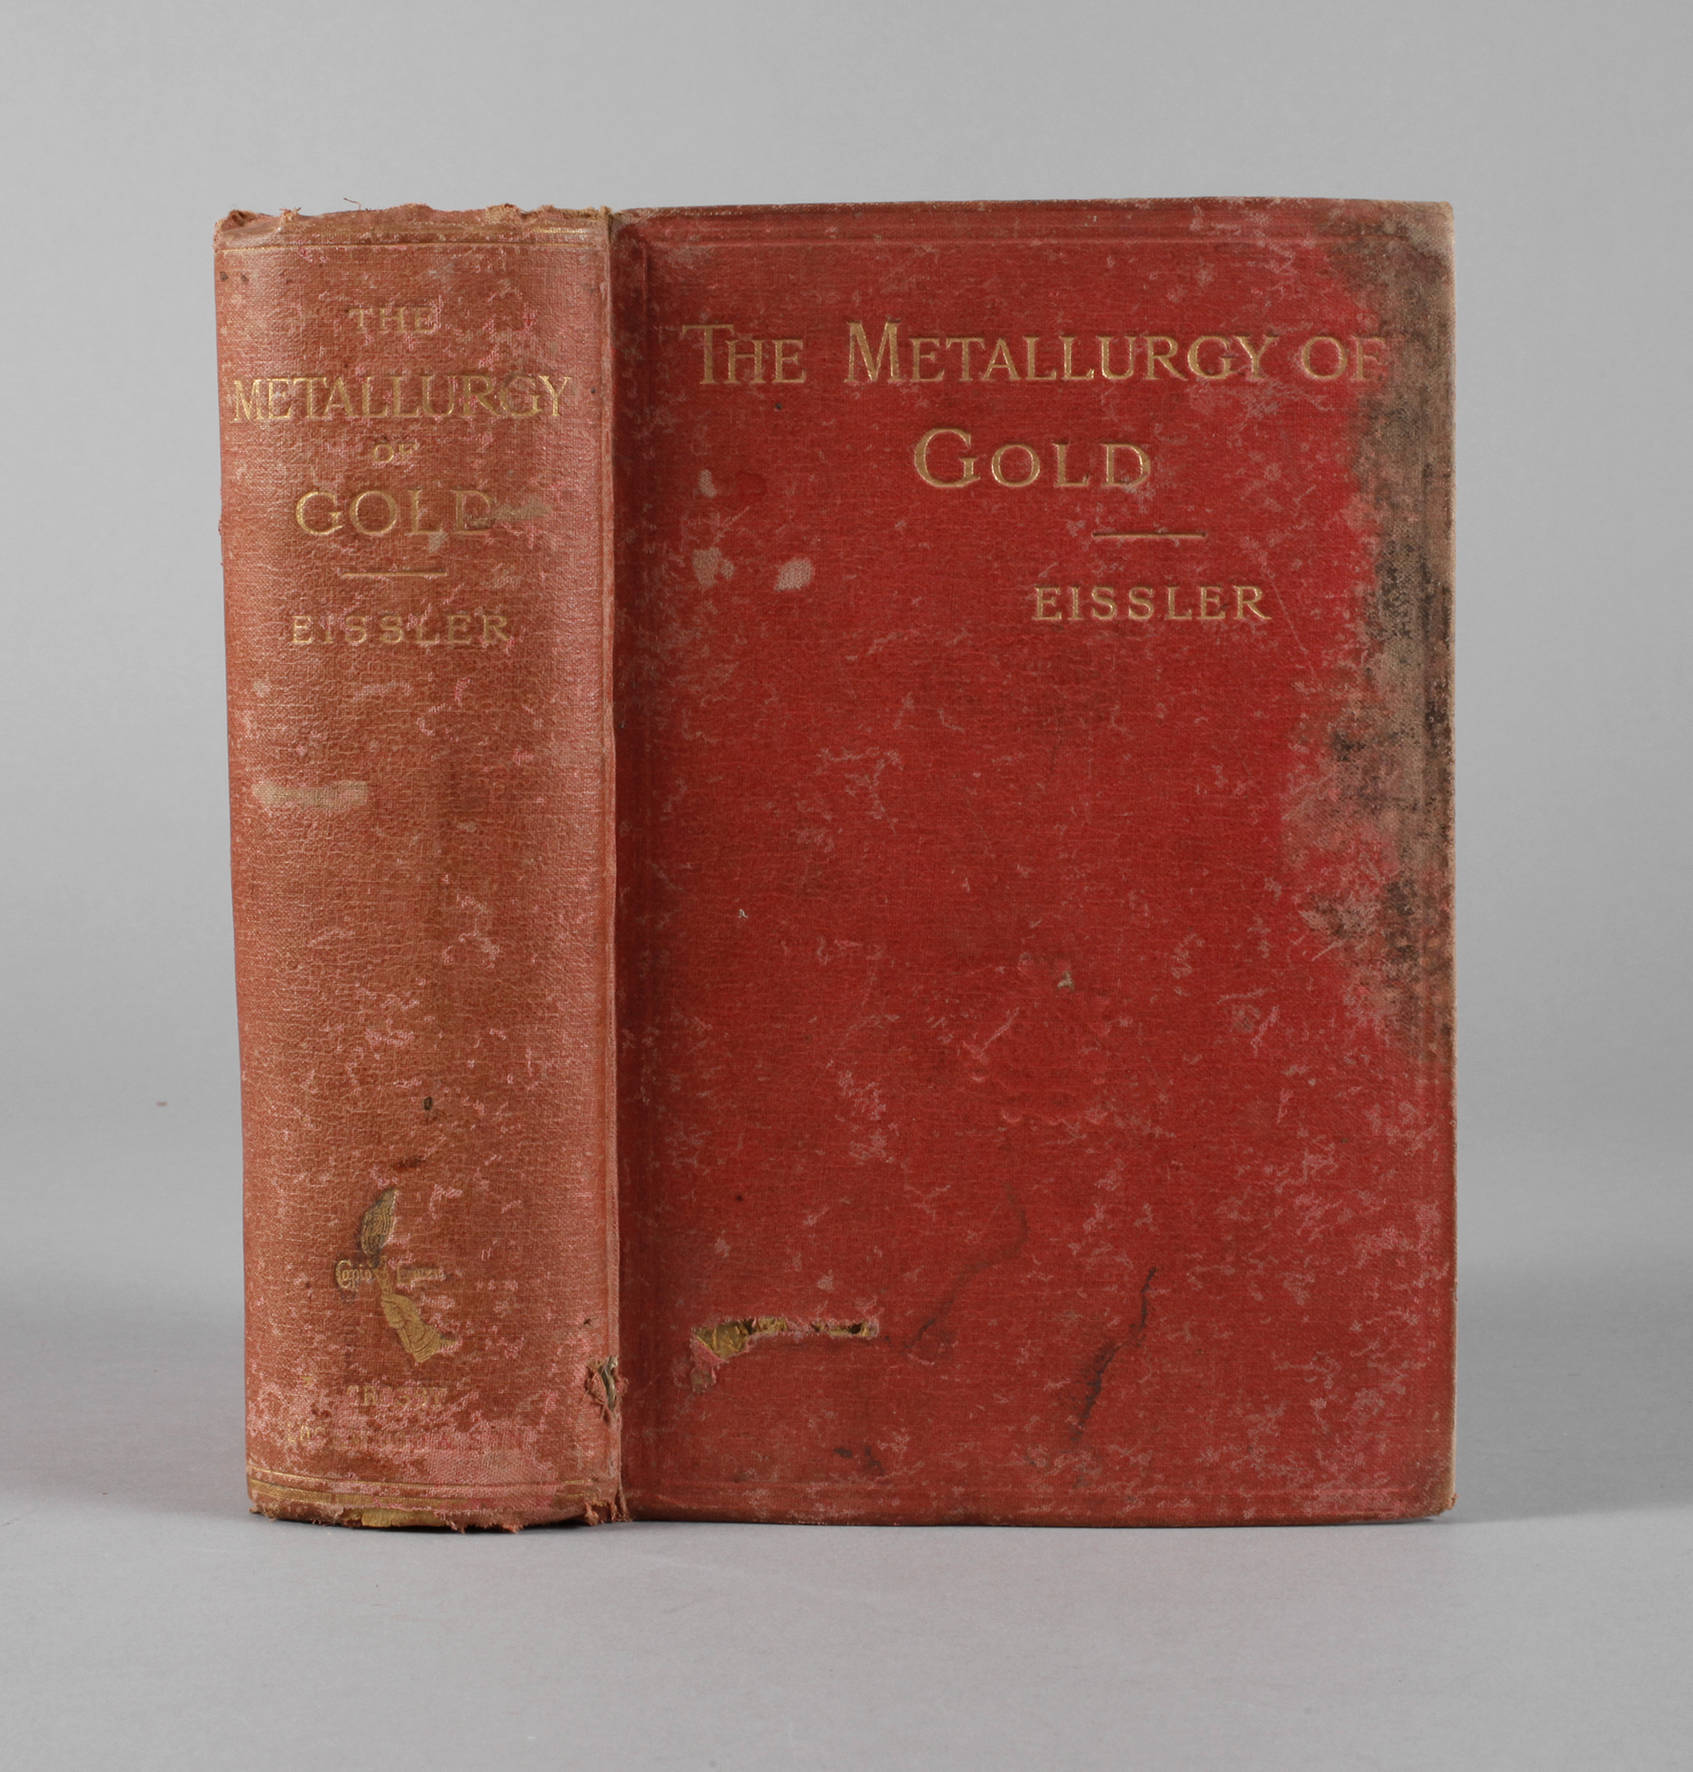 THE
METALLURGY
OF
GOLD
EISSLER
THE METALLURGY OF
GOLD
EISSLER